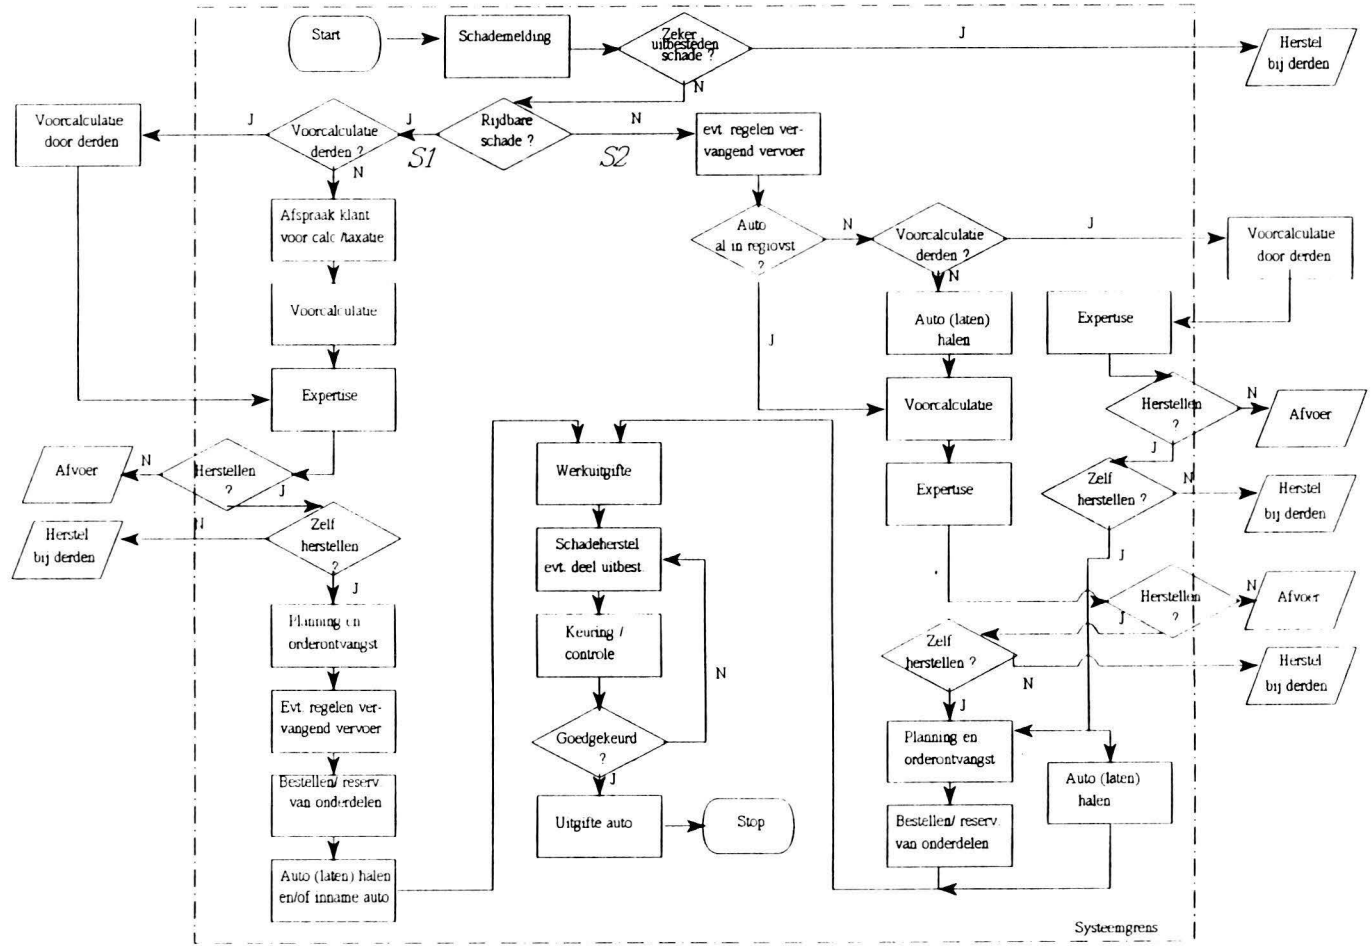 Start
Schademelding
Zeker
uitbesteden
schade ?
J
Herstel
bij derden
N
Voorcalculatie
door derden
J
Voorcalculatie
derden ?
J
Rijdbare
schade ?
N
evt. regelen ver-
vangend vervoer
S1
S2
N
Afspraak klant
voor calc /taxatie
Auto
al in regiovst
?
N
Voorcalculatie
derden ?
J
Voorcalculatie
door derden
N
Voorcalculatie
Auto (laten)
halen
Expertise
J
Expertise
Voorcalculatie
Herstellen
?
N
Afvoer
J
Afvoer
N
Herstellen
?
J
Werkuitgifte
Expertise
Zelf
herstellen ?
N
Herstel
bij derden
Herstel
bij derden
N
Zelf
herstellen
?
J
Schadeherstel
evt. deel uitbest.
J
Herstellen
?
N
Afvoer
J
Planning en
orderontvangst
Keuring /
controle
N
Zelf
herstellen ?
N
Herstel
bij derden
J
Evt. regelen ver-
vangend vervoer
Goedgekeurd
?
J
Planning en
orderontvangst
Auto (laten)
halen
Bestellen/ reserv.
van onderdelen
Uitgifte auto
Stop
Bestellen/ reserv.
van onderdelen
Auto (laten) halen
en/of inname auto
Systeemgrens